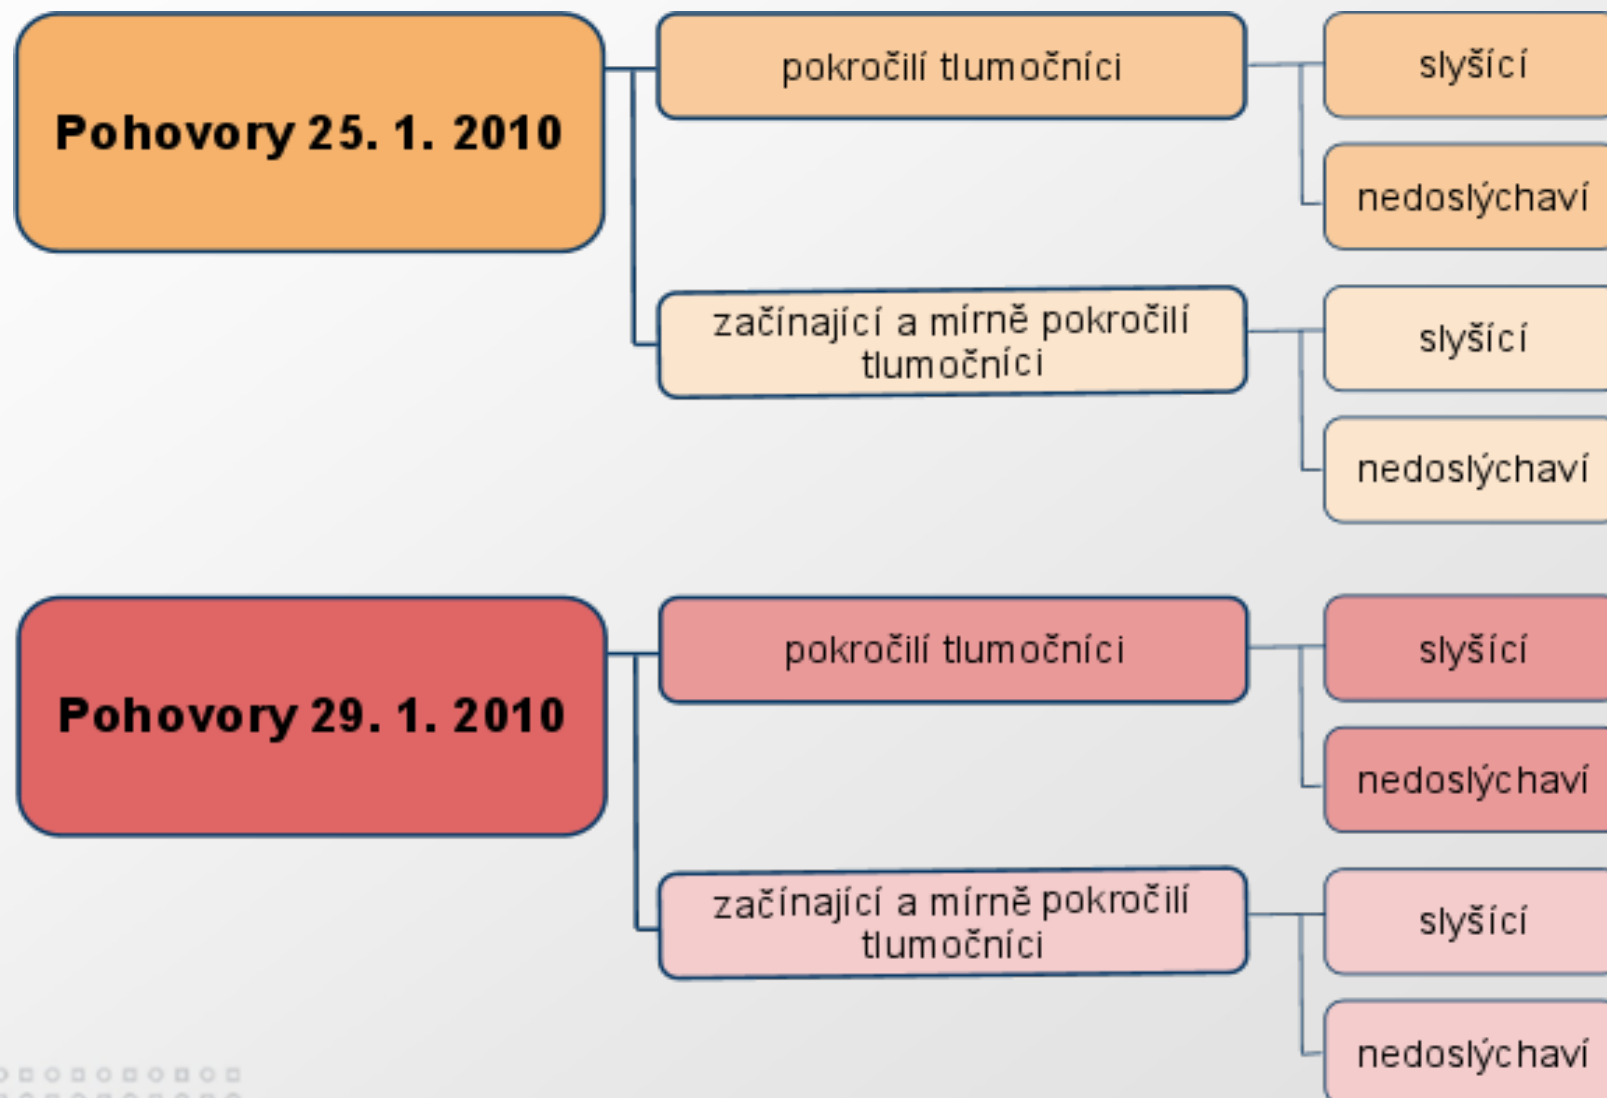 Pohovory 25. 1. 2010
pokročilí tlumočníci
slyšící
nedoslýchaví
začínající a mírně pokročilí
tlumočníci
slyšící
nedoslýchaví
Pohovory 29. 1. 2010
pokročilí tlumočníci
slyšící
nedoslýchaví
začínající a mírně pokročilí
tlumočníci
slyšící
nedoslýchaví